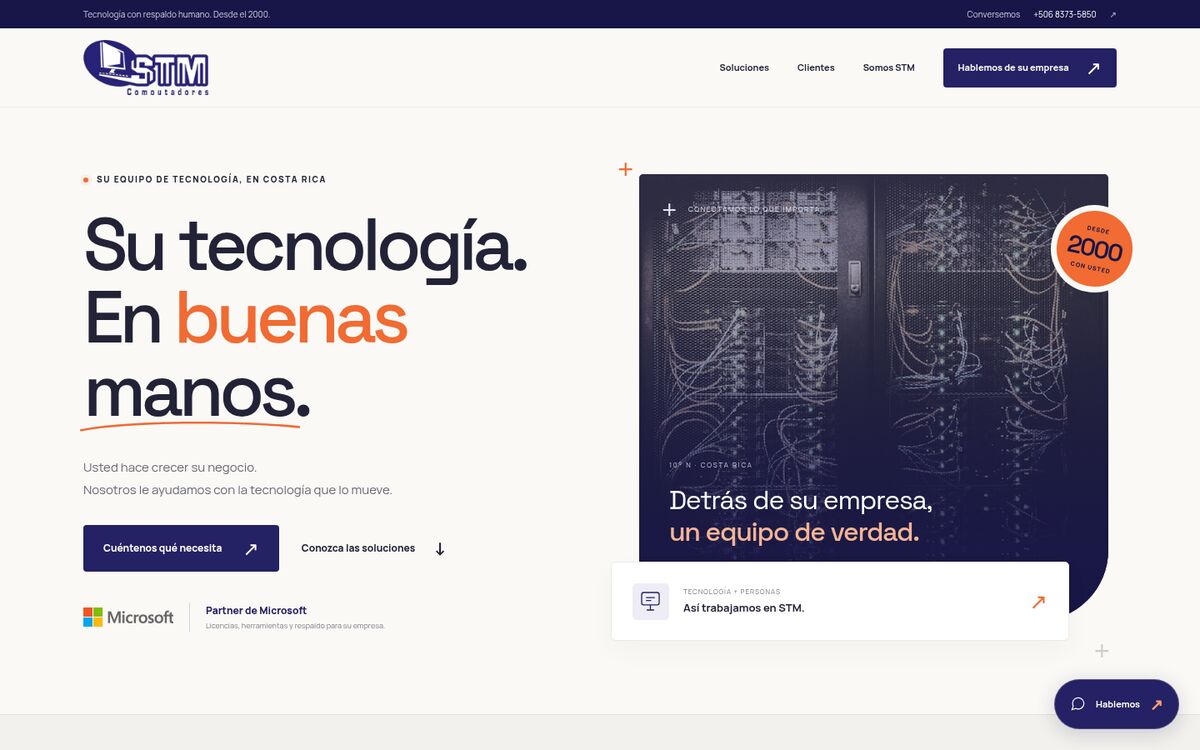 Tecnología con respaldo humano. Desde el 2000.
Conversemos +506 8373-5850 ↗
STM
Computadores
Soluciones Clientes Somos STM Hablemos de su empresa ↗
SU EQUIPO DE TECNOLOGÍA, EN COSTA RICA
Su tecnología.
En buenas
manos.
Usted hace crecer su negocio.
Nosotros le ayudamos con la tecnología que lo mueve.
Cuéntenos qué necesita ↗ Conozca las soluciones ↓
Microsoft
Partner de Microsoft
Licencias, herramientas y respaldo para su empresa.
CONECTAMOS LO QUE IMPORTA
DESDE
2000
CON USTED
10° N · COSTA RICA
Detrás de su empresa,
un equipo de verdad.
TECNOLOGÍA + PERSONAS
Así trabajamos en STM.
Hablemos ↗